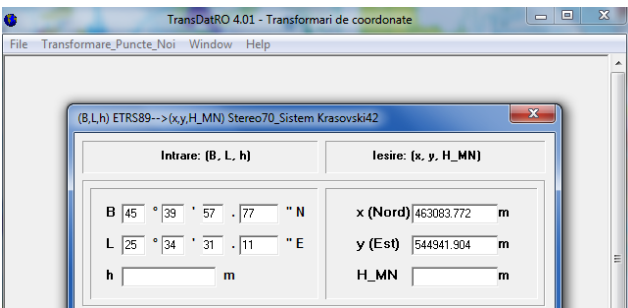 TransDatRO 4.01 - Transformari de coordonate
File Transformare_Puncte_Noi Window Help
(B,L,h) ETRS89-->(x,y,H_MN) Stereo70_Sistem Krasovski42
Intrare: (B, L, h) Iesire: (x, y, H_MN)
B 45 ° 39 ' 57 . 77 " N x (Nord) 463083.772 m
L 25 ° 34 ' 31 . 11 " E y (Est) 544941.904 m
h m H_MN m